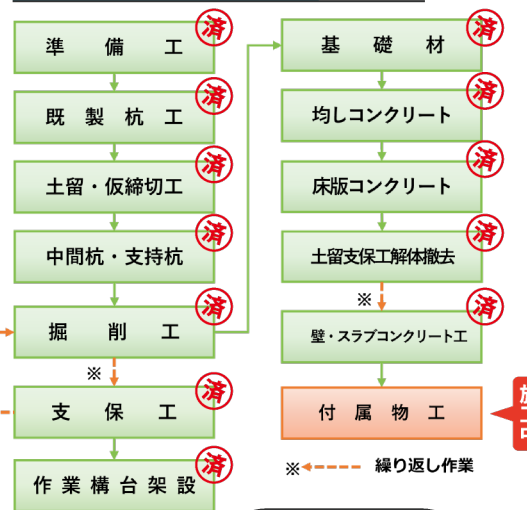 準備工
済
既製杭工
済
土留・仮締切工
済
中間杭・支持杭
済
掘削工
済
※
支保工
済
作業構台架設
済
基礎材
済
均しコンクリート
済
床版コンクリート
済
土留支保工解体撤去
済
※
壁・スラブコンクリート工
済
付属物工
※ 繰り返し作業